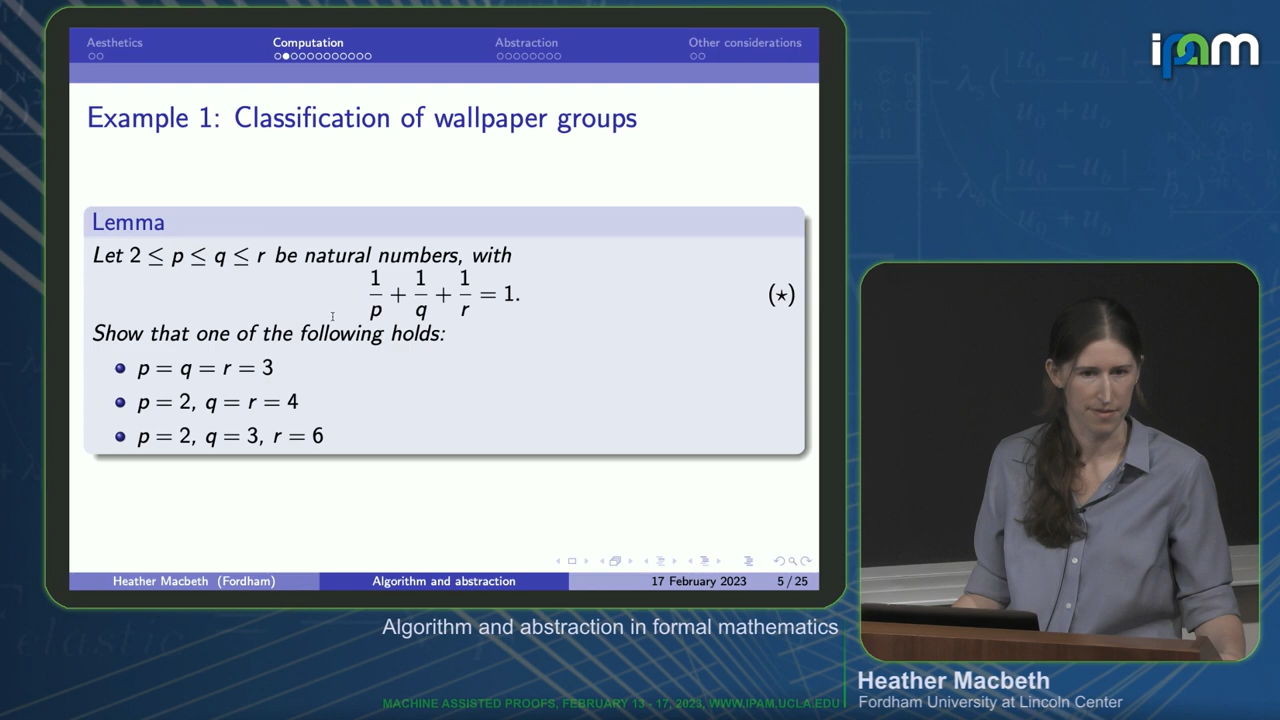 Aesthetics Computation Abstraction Other considerations
Example 1: Classification of wallpaper groups
Lemma
Let 2 ≤ p ≤ q ≤ r be natural numbers, with
1/p + 1/q + 1/r = 1. (⋆)
Show that one of the following holds:
p = q = r = 3
p = 2, q = r = 4
p = 2, q = 3, r = 6
Heather Macbeth (Fordham) Algorithm and abstraction 17 February 2023 5 / 25
ipam
Algorithm and abstraction in formal mathematics
Heather Macbeth
Fordham University at Lincoln Center
MACHINE ASSISTED PROOFS, FEBRUARY 13 - 17, 2023, WWW.IPAM.UCLA.EDU
elastic